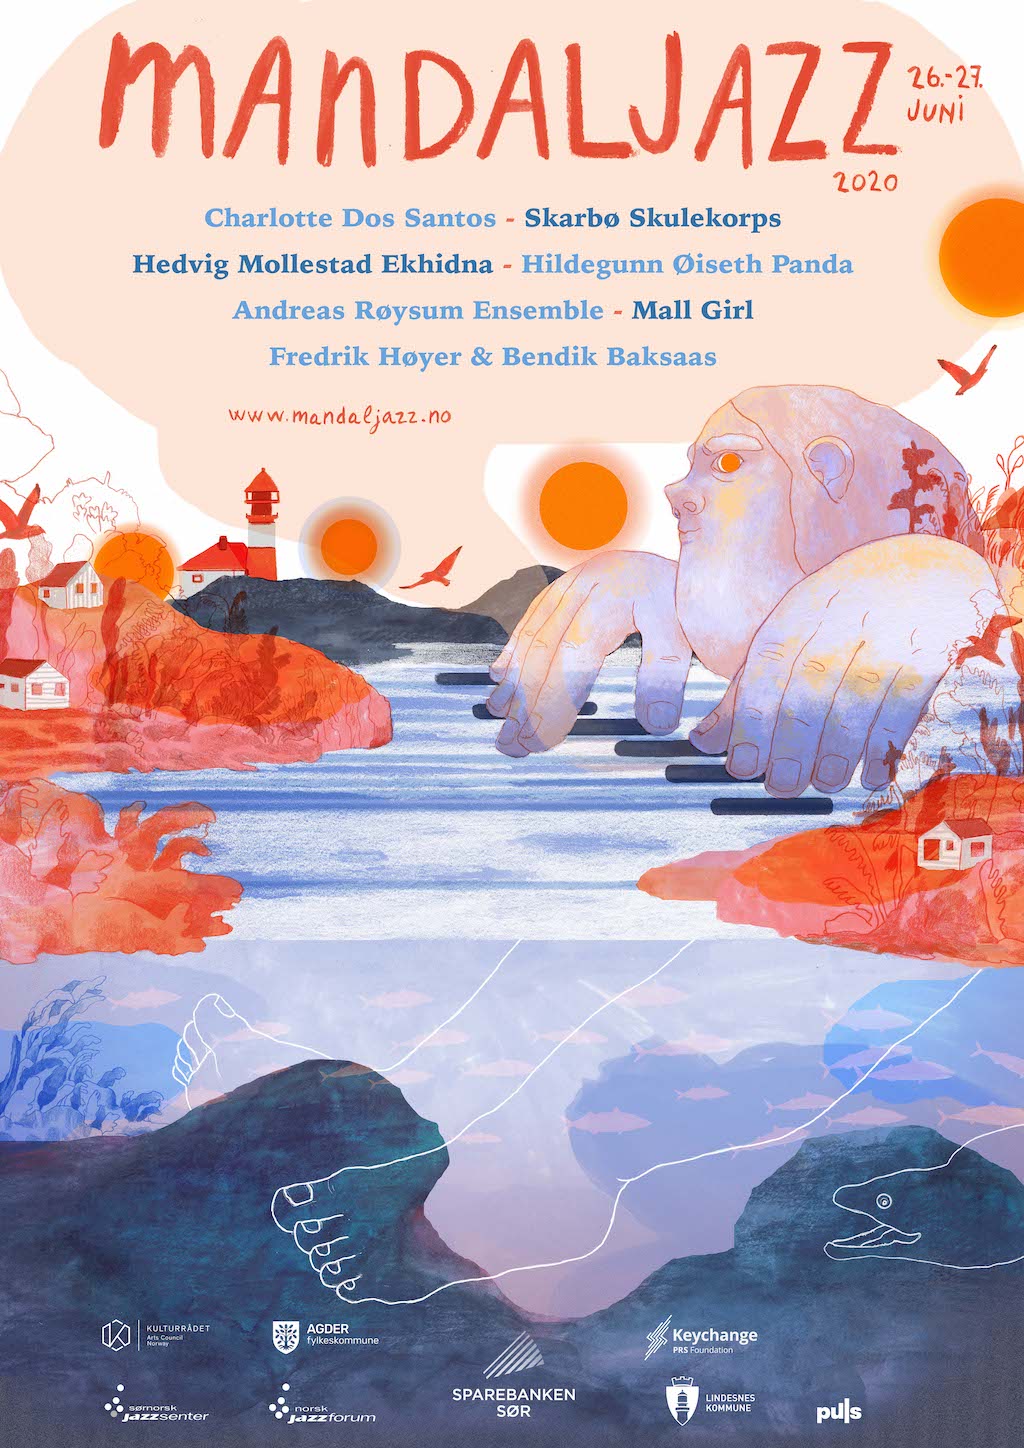 MANDALJAZZ
26.-27.
JUNI
2020
Charlotte Dos Santos - Skarbø Skulekorps
Hedvig Mollestad Ekhidna - Hildegunn Øiseth Panda
Andreas Røysum Ensemble - Mall Girl
Fredrik Høyer & Bendik Baksaas
www.mandaljazz.no
KULTURRÅDET
Arts Council
Norway
AGDER
fylkeskommune
Keychange
PRS Foundation
sørnorsk
jazzsenter
norsk
jazzforum
SPAREBANKEN
SØR
LINDESNES
KOMMUNE
puls